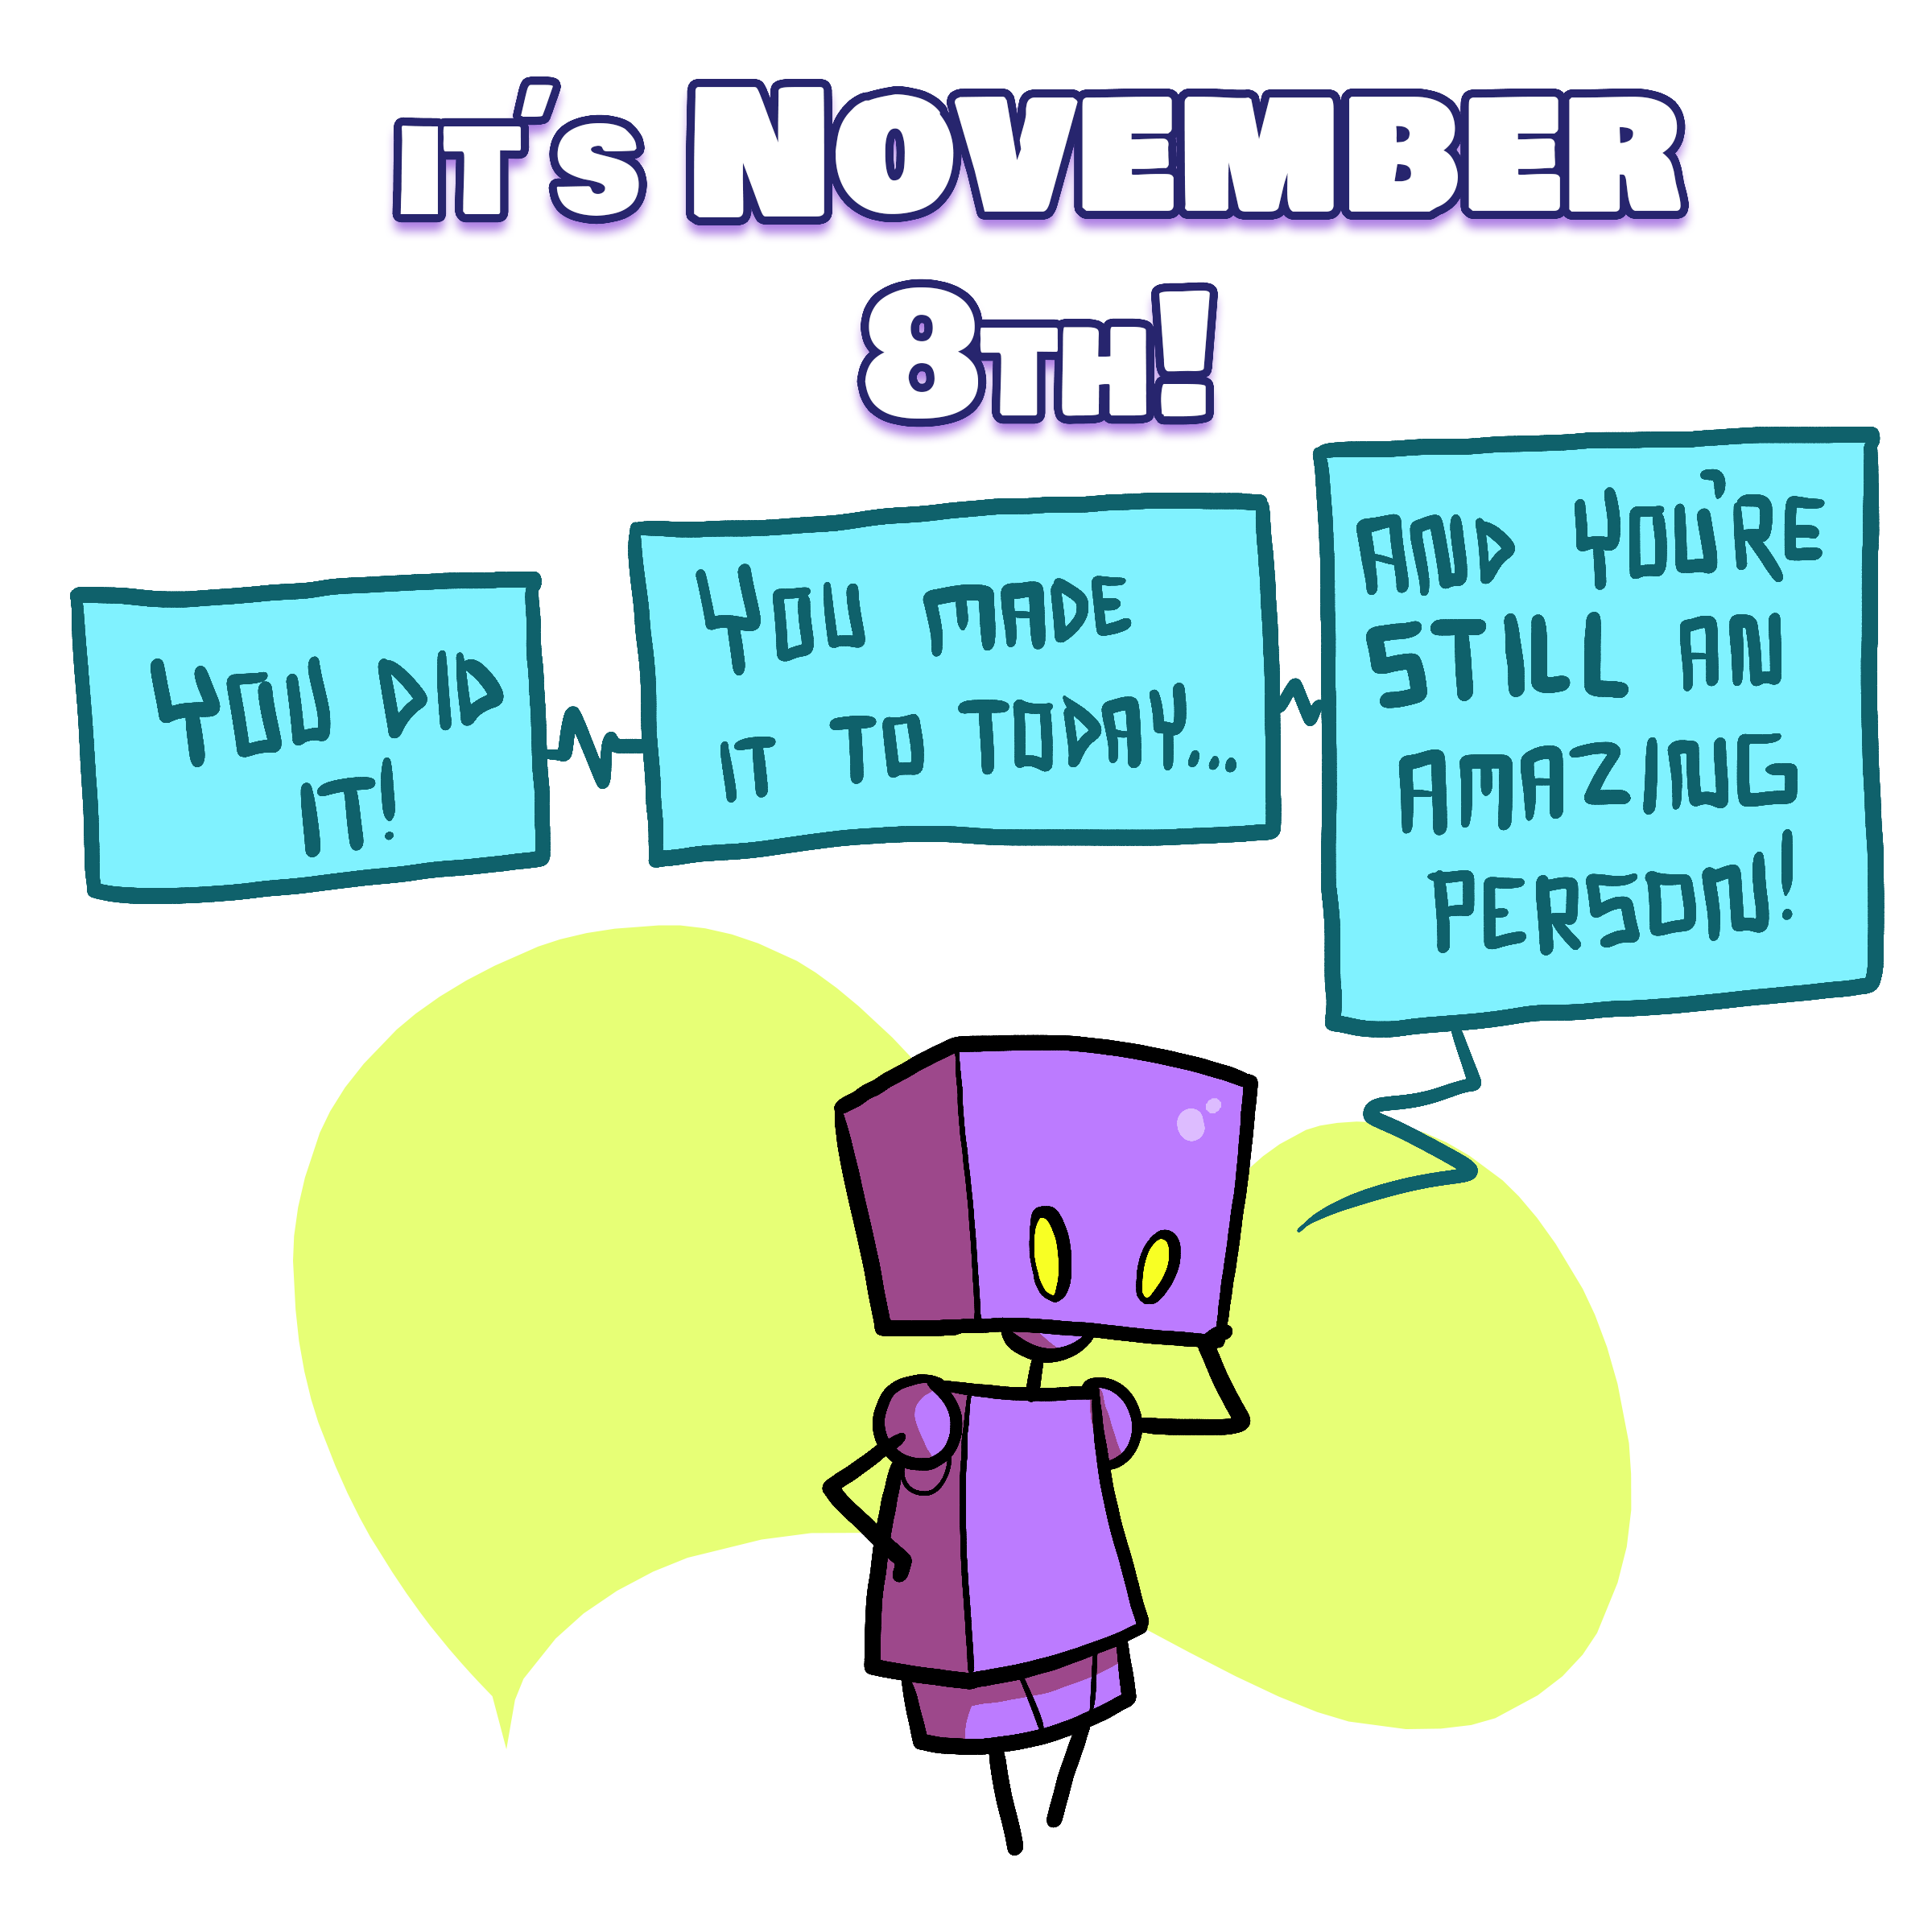 it's November
8th!
YOU DID
IT!
YOU MADE
IT TO TODAY...
AND YOU'RE
STILL AN
AMAZING
PERSON!